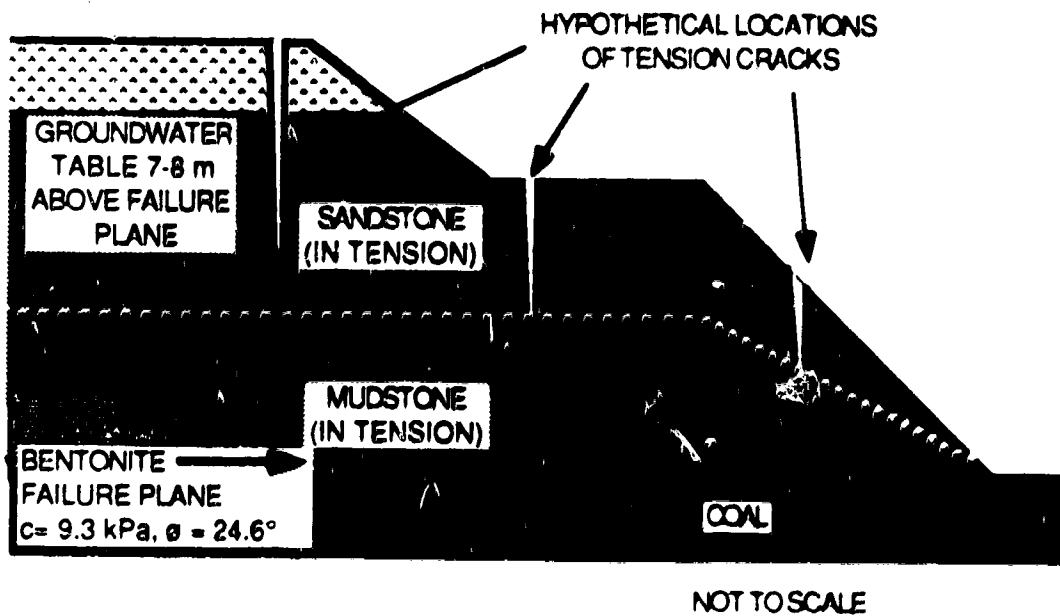 HYPOTHETICAL LOCATIONS
OF TENSION CRACKS
GROUNDWATER
TABLE 7-8 m
ABOVE FAILURE
PLANE
SANDSTONE
(IN TENSION)
MUDSTONE
(IN TENSION)
BENTONITE
FAILURE PLANE
c= 9.3 kPa, ø = 24.6°
COAL
NOT TO SCALE